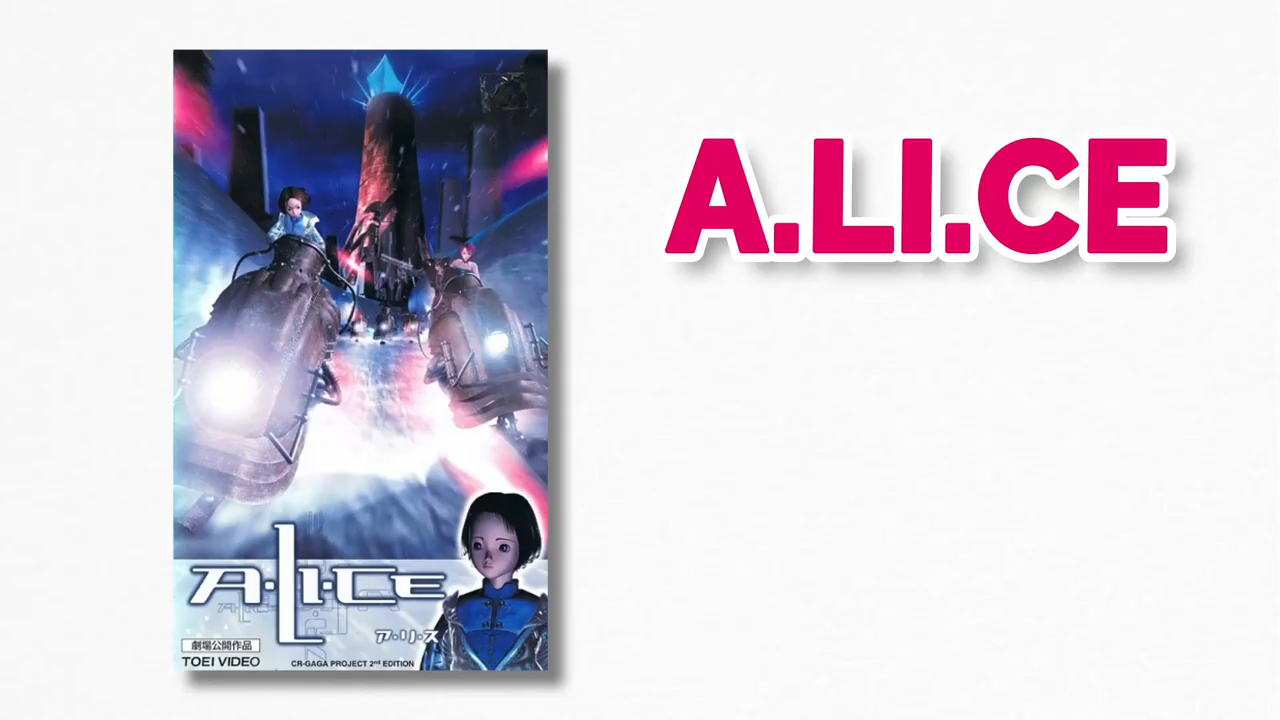 A.LI.CE
A·LI·CE
ア·リ·ス
劇場公開作品
TOEI VIDEO
CR-GAGA PROJECT 2nd EDITION